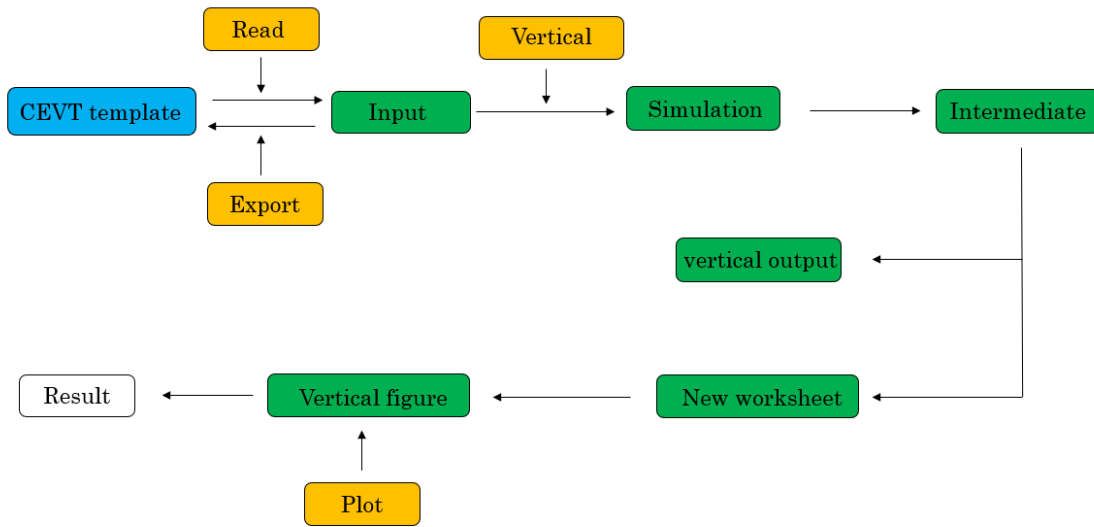 Read
Vertical
CEVT template
Input
Simulation
Intermediate
Export
vertical output
Result
Vertical figure
New worksheet
Plot